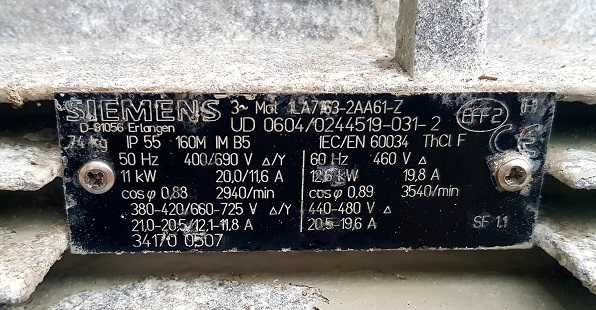 SIEMENS 3~ Mot. 1LA7163-2AA61-Z
D-91056 Erlangen UD 0604/0244519-031-2 EFF2 CE
74 kg IP 55 160M IM B5 IEC/EN 60034 ThCl. F
50 Hz 400/690 V △/Y 60 Hz 460 V △
11 kW 20,0/11,6 A 12,6 kW 19,8 A
cosφ 0,88 2940/min cosφ 0,89 3540/min
380-420/660-725 V △/Y 440-480 V △
21,0-20,5/12,1-11,8 A 20,5-19,6 A SF 1.1
34170 0507